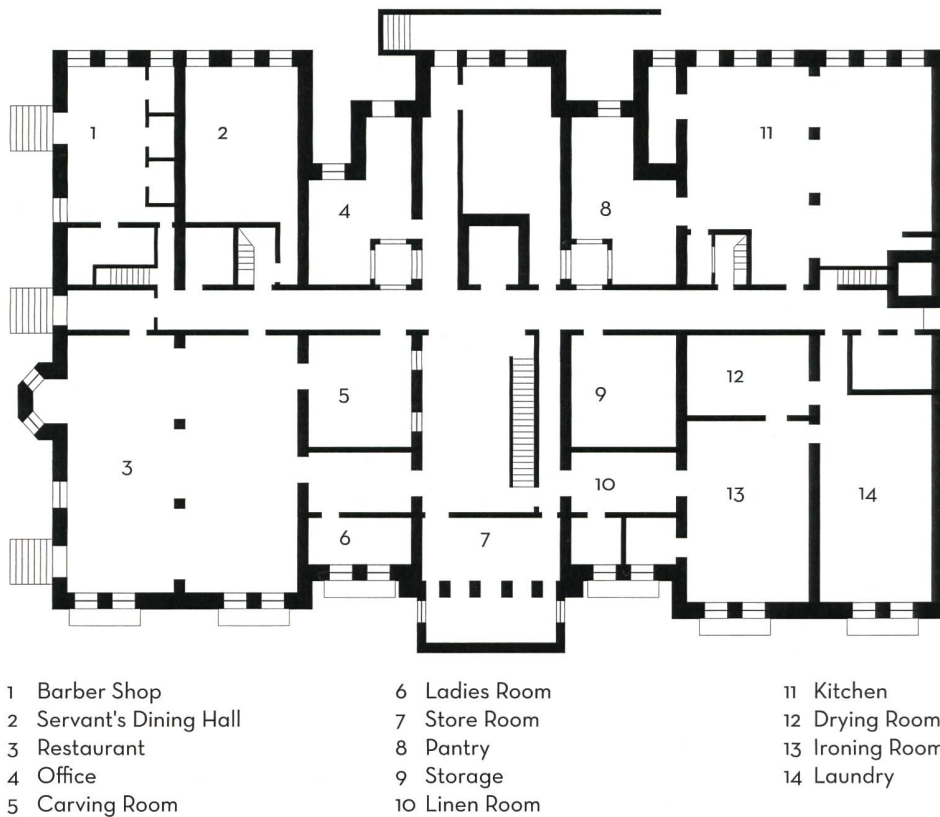 1
2
11
4
8
5
9
12
3
10
13
14
6
7
1 Barber Shop
2 Servant's Dining Hall
3 Restaurant
4 Office
5 Carving Room
6 Ladies Room
7 Store Room
8 Pantry
9 Storage
10 Linen Room
11 Kitchen
12 Drying Room
13 Ironing Room
14 Laundry